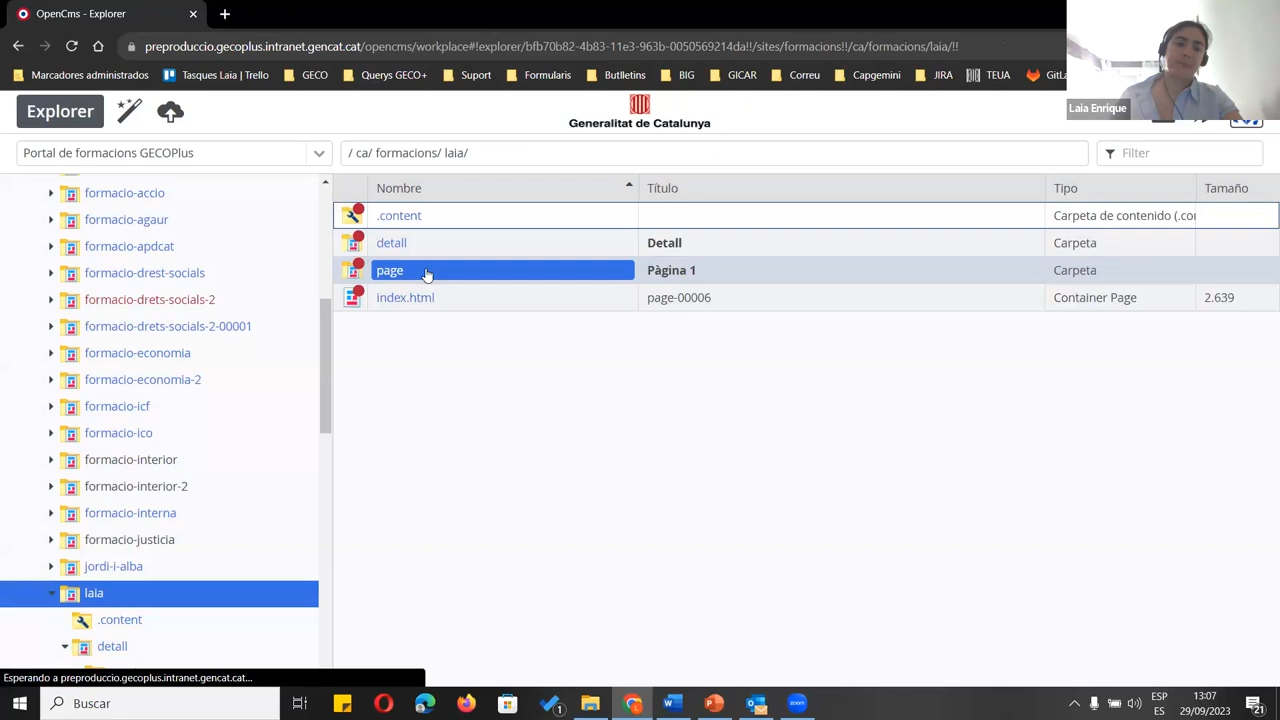 OpenCms
preproduccio.gecoplus.intranet.gencat.cat/opencms/workplace#!explorer/bfb70b82-4b83-11e3-963b-0050569214da!!/sites/formacions!!/ca/formacions/laia/!!
Marcadores administrados
Tasques Laia | Trello
GECO
Querys GCO+
Suport
Formularis
Butlletins
BIG
GICAR
Correu
Capgemini
JIRA
TEUA
GitLa
Laia Enrique
Explorer
Generalitat de Catalunya
Portal de formacions GECOPlus
/ ca/ formacions/ laia/
Filter
Nombre Título Tipo Tamaño
.content Carpeta de contenido (.co
detall Detall Carpeta
page Pàgina 1 Carpeta
index.html page-00006 Container Page 2.639
formacio-accio
formacio-agaur
formacio-apdcat
formacio-drest-socials
formacio-drets-socials-2
formacio-drets-socials-2-00001
formacio-economia
formacio-economia-2
formacio-icf
formacio-ico
formacio-interior
formacio-interior-2
formacio-interna
formacio-justicia
jordi-i-alba
laia
.content
detall
Esperando a preproduccio.gecoplus.intranet.gencat.cat...
Buscar
1
ESP
ES
13:07
29/09/2023
21